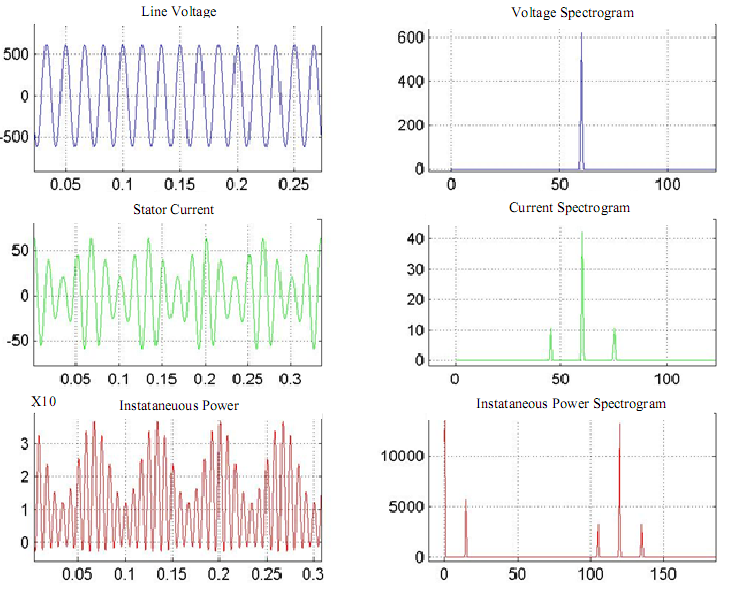 Line Voltage
Voltage Spectrogram
500
0
-500
0.05 0.1 0.15 0.2 0.25
600
400
200
0
0 50 100
Stator Current
Current Spectrogram
50
0
-50
0.05 0.1 0.15 0.2 0.25 0.3
40
30
20
10
0
0 50 100
X10
Instataneuous Power
Instataneous Power Spectrogram
3
2
1
0
0.05 0.1 0.15 0.2 0.25 0.3
10000
5000
0
0 50 100 150